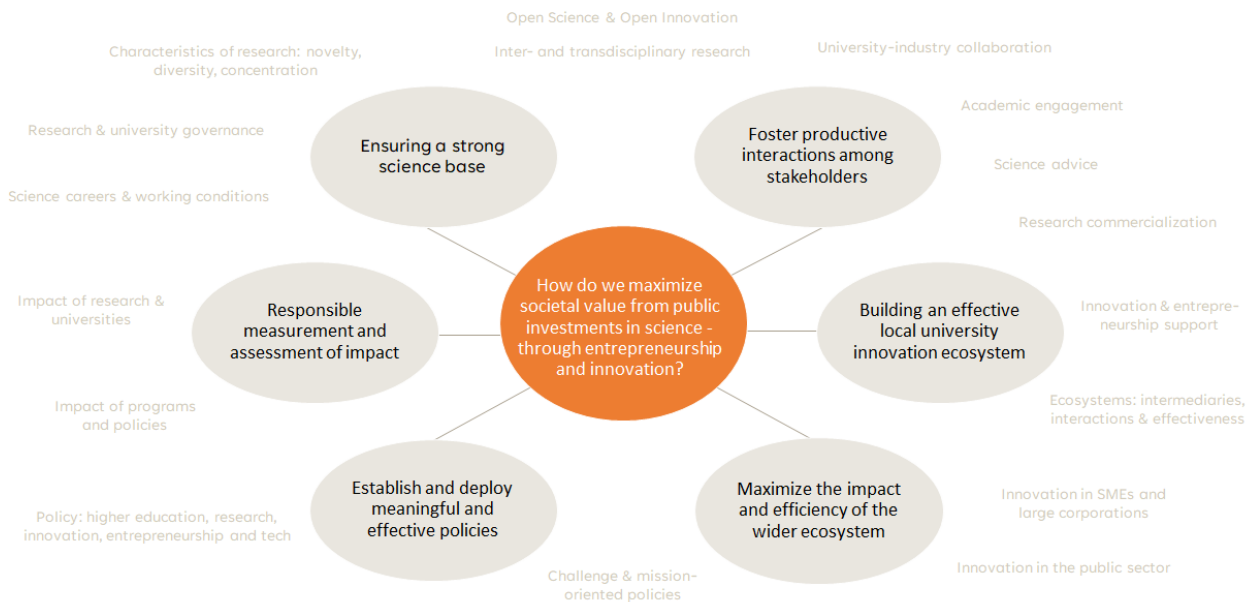 Open Science & Open Innovation
Characteristics of research: novelty,
diversity, concentration
Inter- and transdisciplinary research
University-industry collaboration
Research & university governance
Ensuring a strong
science base
Foster productive
interactions among
stakeholders
Academic engagement
Science advice
Science careers & working conditions
Research commercialization
How do we maximize
societal value from public
investments in science -
through entrepreneurship
and innovation?
Impact of research &
universities
Responsible
measurement and
assessment of impact
Building an effective
local university
innovation ecosystem
Innovation & entrepre-
neurship support
Impact of programs
and policies
Ecosystems: intermediaries,
interactions & effectiveness
Establish and deploy
meaningful and
effective policies
Maximize the impact
and efficiency of the
wider ecosystem
Innovation in SMEs and
large corporations
Policy: higher education, research,
innovation, entrepreneurship and tech
Challenge & mission-
oriented policies
Innovation in the public sector